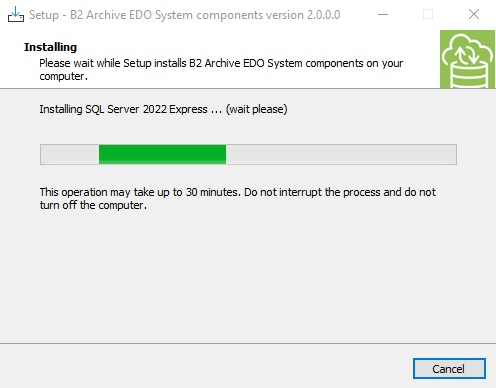 Setup - B2 Archive EDO System components version 2.0.0.0
Installing
Please wait while Setup installs B2 Archive EDO System components on your
computer.
Installing SQL Server 2022 Express ... (wait please)
This operation may take up to 30 minutes. Do not interrupt the process and do not
turn off the computer.
Cancel